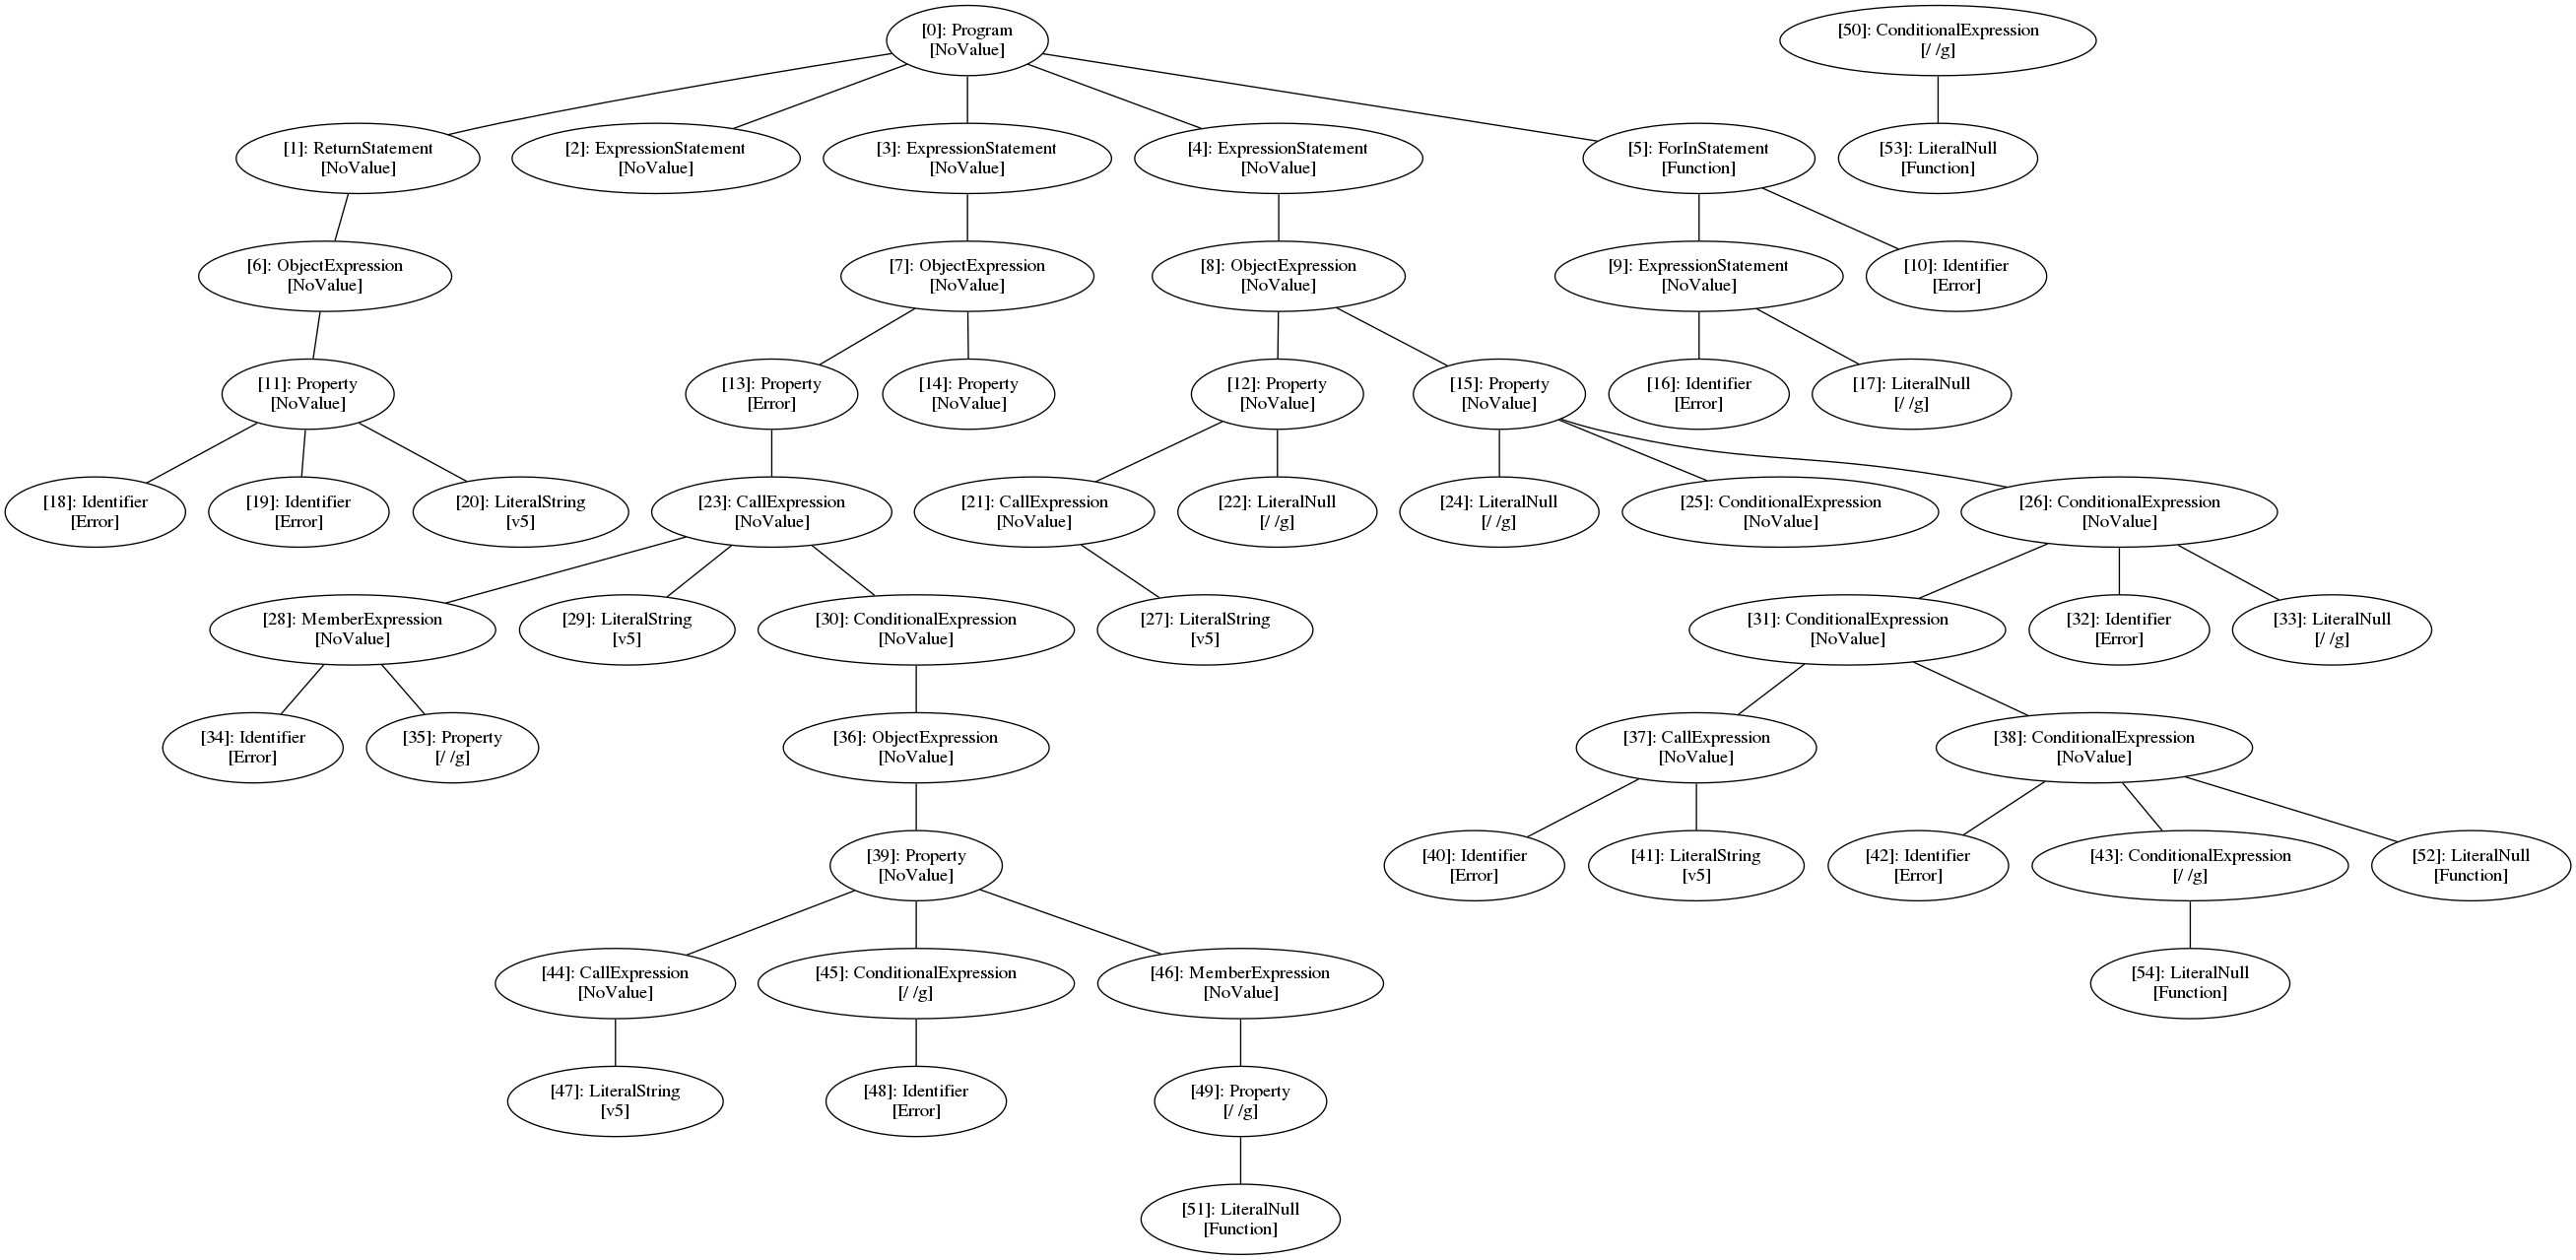 [0]: Program
[NoValue]
[50]: ConditionalExpression
[/ /g]
[1]: ReturnStatement
[NoValue]
[2]: ExpressionStatement
[NoValue]
[3]: ExpressionStatement
[NoValue]
[4]: ExpressionStatement
[NoValue]
[5]: ForInStatement
[Function]
[53]: LiteralNull
[Function]
[6]: ObjectExpression
[NoValue]
[7]: ObjectExpression
[NoValue]
[8]: ObjectExpression
[NoValue]
[9]: ExpressionStatement
[NoValue]
[10]: Identifier
[Error]
[11]: Property
[NoValue]
[13]: Property
[Error]
[14]: Property
[NoValue]
[12]: Property
[NoValue]
[15]: Property
[NoValue]
[16]: Identifier
[Error]
[17]: LiteralNull
[/ /g]
[18]: Identifier
[Error]
[19]: Identifier
[Error]
[20]: LiteralString
[v5]
[23]: CallExpression
[NoValue]
[21]: CallExpression
[NoValue]
[22]: LiteralNull
[/ /g]
[24]: LiteralNull
[/ /g]
[25]: ConditionalExpression
[NoValue]
[26]: ConditionalExpression
[NoValue]
[28]: MemberExpression
[NoValue]
[29]: LiteralString
[v5]
[30]: ConditionalExpression
[NoValue]
[27]: LiteralString
[v5]
[31]: ConditionalExpression
[NoValue]
[32]: Identifier
[Error]
[33]: LiteralNull
[/ /g]
[34]: Identifier
[Error]
[35]: Property
[/ /g]
[36]: ObjectExpression
[NoValue]
[37]: CallExpression
[NoValue]
[38]: ConditionalExpression
[NoValue]
[39]: Property
[NoValue]
[40]: Identifier
[Error]
[41]: LiteralString
[v5]
[42]: Identifier
[Error]
[43]: ConditionalExpression
[/ /g]
[52]: LiteralNull
[Function]
[44]: CallExpression
[NoValue]
[45]: ConditionalExpression
[/ /g]
[46]: MemberExpression
[NoValue]
[54]: LiteralNull
[Function]
[47]: LiteralString
[v5]
[48]: Identifier
[Error]
[49]: Property
[/ /g]
[51]: LiteralNull
[Function]